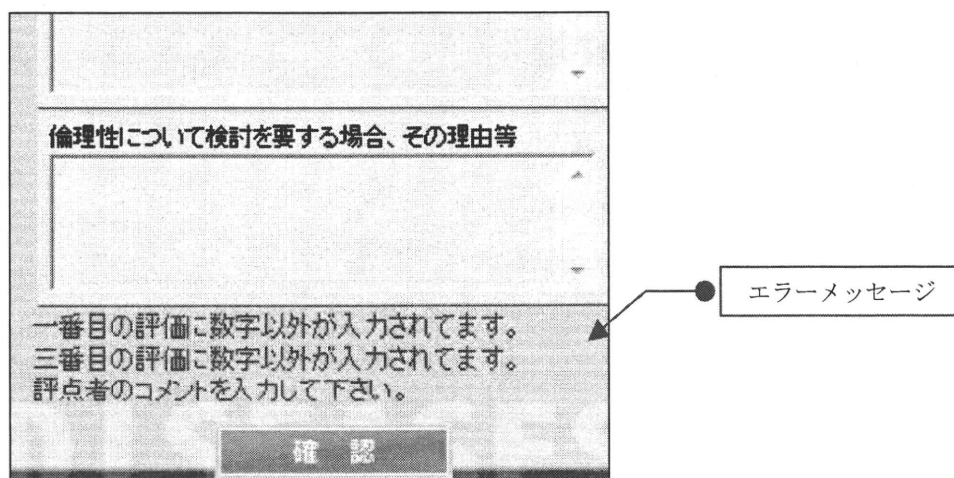 倫理性について検討を要する場合、その理由等
エラーメッセージ
一番目の評価に数字以外が入力されてます。
三番目の評価に数字以外が入力されてます。
評点者のコメントを入力して下さい。
確 認